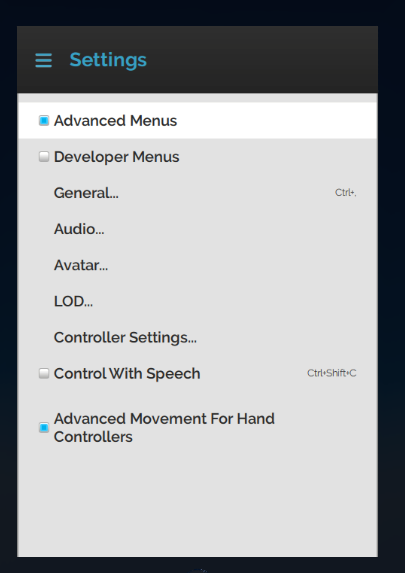 Settings
Advanced Menus
Developer Menus
General... Ctrl+,
Audio...
Avatar...
LOD...
Controller Settings...
Control With Speech Ctrl+Shift+C
Advanced Movement For Hand
Controllers